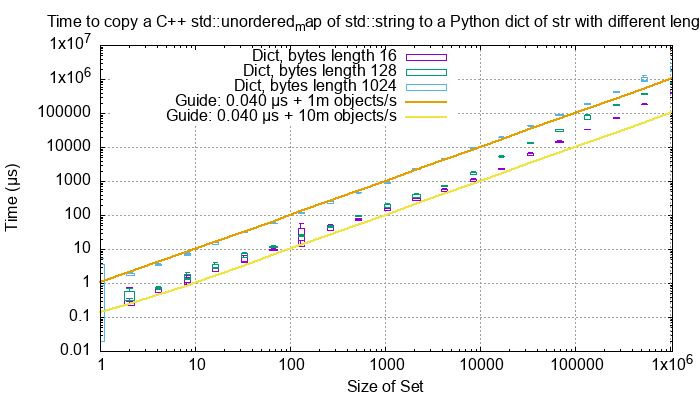 Time to copy a C++ std::unordered_map of std::string to a Python dict of str with different leng
1x10^7
1x10^6
100000
10000
1000
100
10
1
0.1
0.01
Time (µs)
Dict, bytes length 16
Dict, bytes length 128
Dict, bytes length 1024
Guide: 0.040 µs + 1m objects/s
Guide: 0.040 µs + 10m objects/s
1 10 100 1000 10000 100000 1x10^6
Size of Set